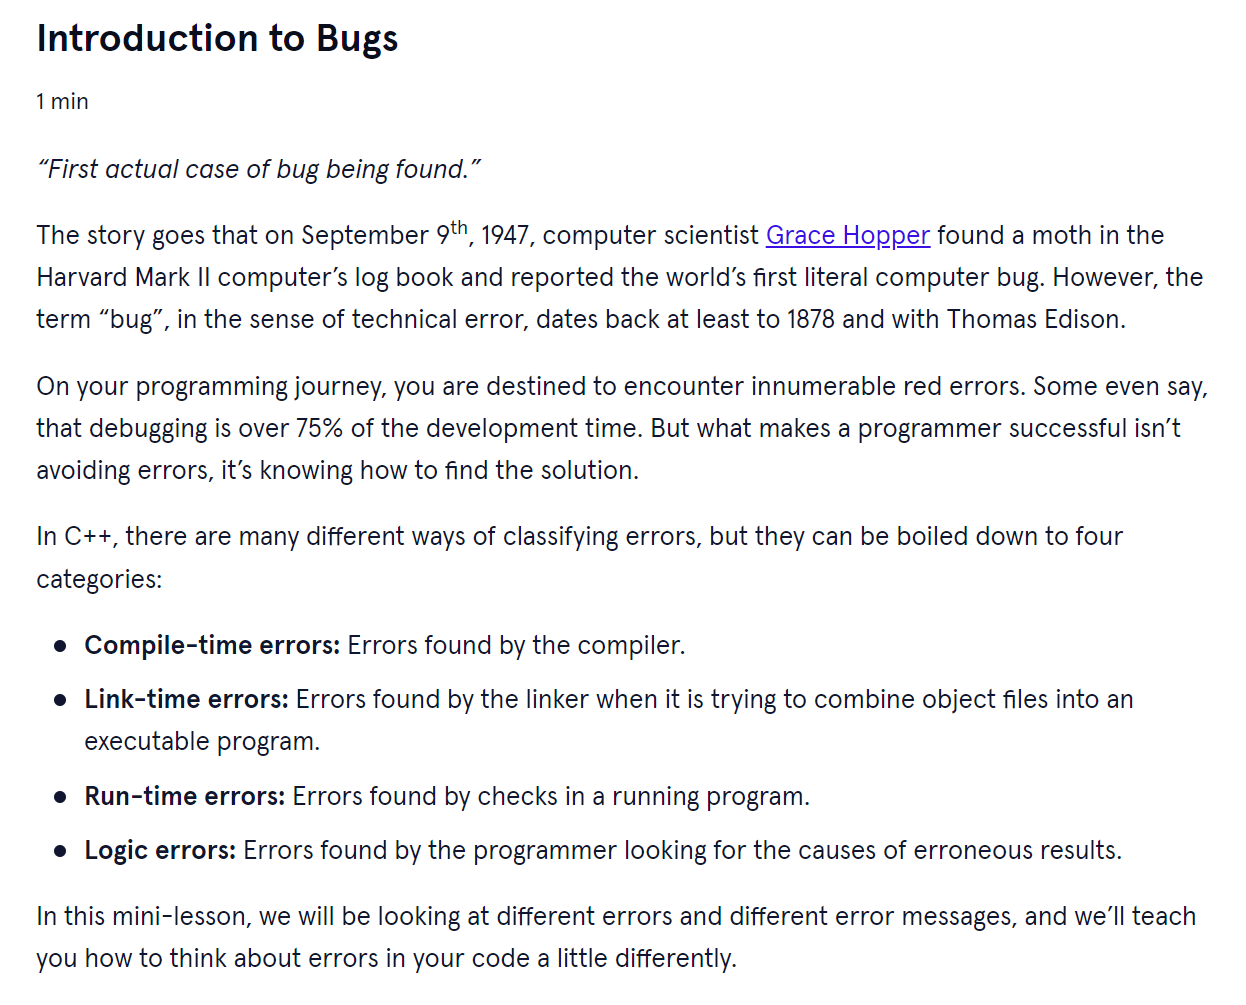 Introduction to Bugs
1 min
“First actual case of bug being found.”
The story goes that on September 9th, 1947, computer scientist Grace Hopper found a moth in the
Harvard Mark II computer’s log book and reported the world’s first literal computer bug. However, the
term “bug”, in the sense of technical error, dates back at least to 1878 and with Thomas Edison.
On your programming journey, you are destined to encounter innumerable red errors. Some even say,
that debugging is over 75% of the development time. But what makes a programmer successful isn’t
avoiding errors, it’s knowing how to find the solution.
In C++, there are many different ways of classifying errors, but they can be boiled down to four
categories:
● Compile-time errors: Errors found by the compiler.
● Link-time errors: Errors found by the linker when it is trying to combine object files into an
executable program.
● Run-time errors: Errors found by checks in a running program.
● Logic errors: Errors found by the programmer looking for the causes of erroneous results.
In this mini-lesson, we will be looking at different errors and different error messages, and we’ll teach
you how to think about errors in your code a little differently.